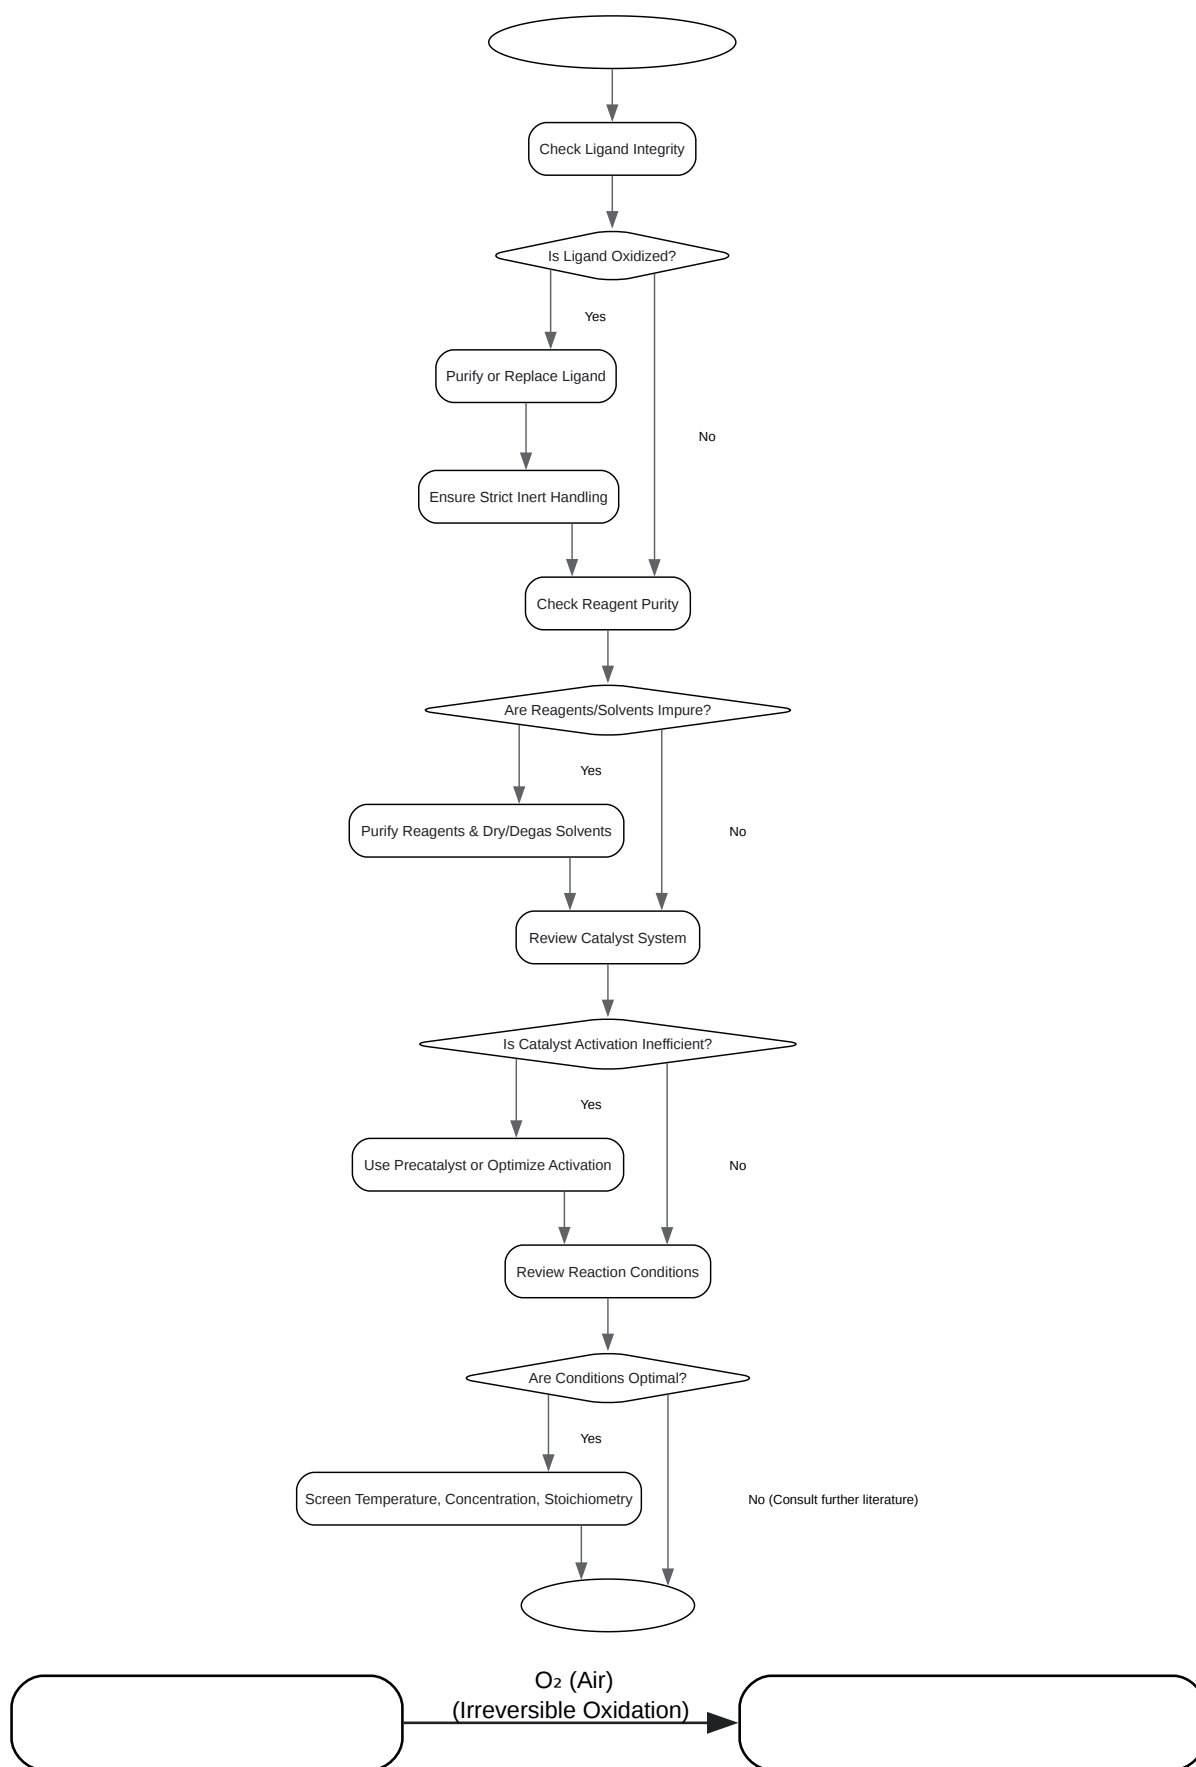 Check Ligand Integrity
Is Ligand Oxidized?
Yes
Purify or Replace Ligand
No
Ensure Strict Inert Handling
Check Reagent Purity
Are Reagents/Solvents Impure?
Yes
Purify Reagents & Dry/Degas Solvents
No
Review Catalyst System
Is Catalyst Activation Inefficient?
Yes
Use Precatalyst or Optimize Activation
No
Review Reaction Conditions
Are Conditions Optimal?
Yes
Screen Temperature, Concentration, Stoichiometry
No (Consult further literature)
O₂ (Air)
(Irreversible Oxidation)